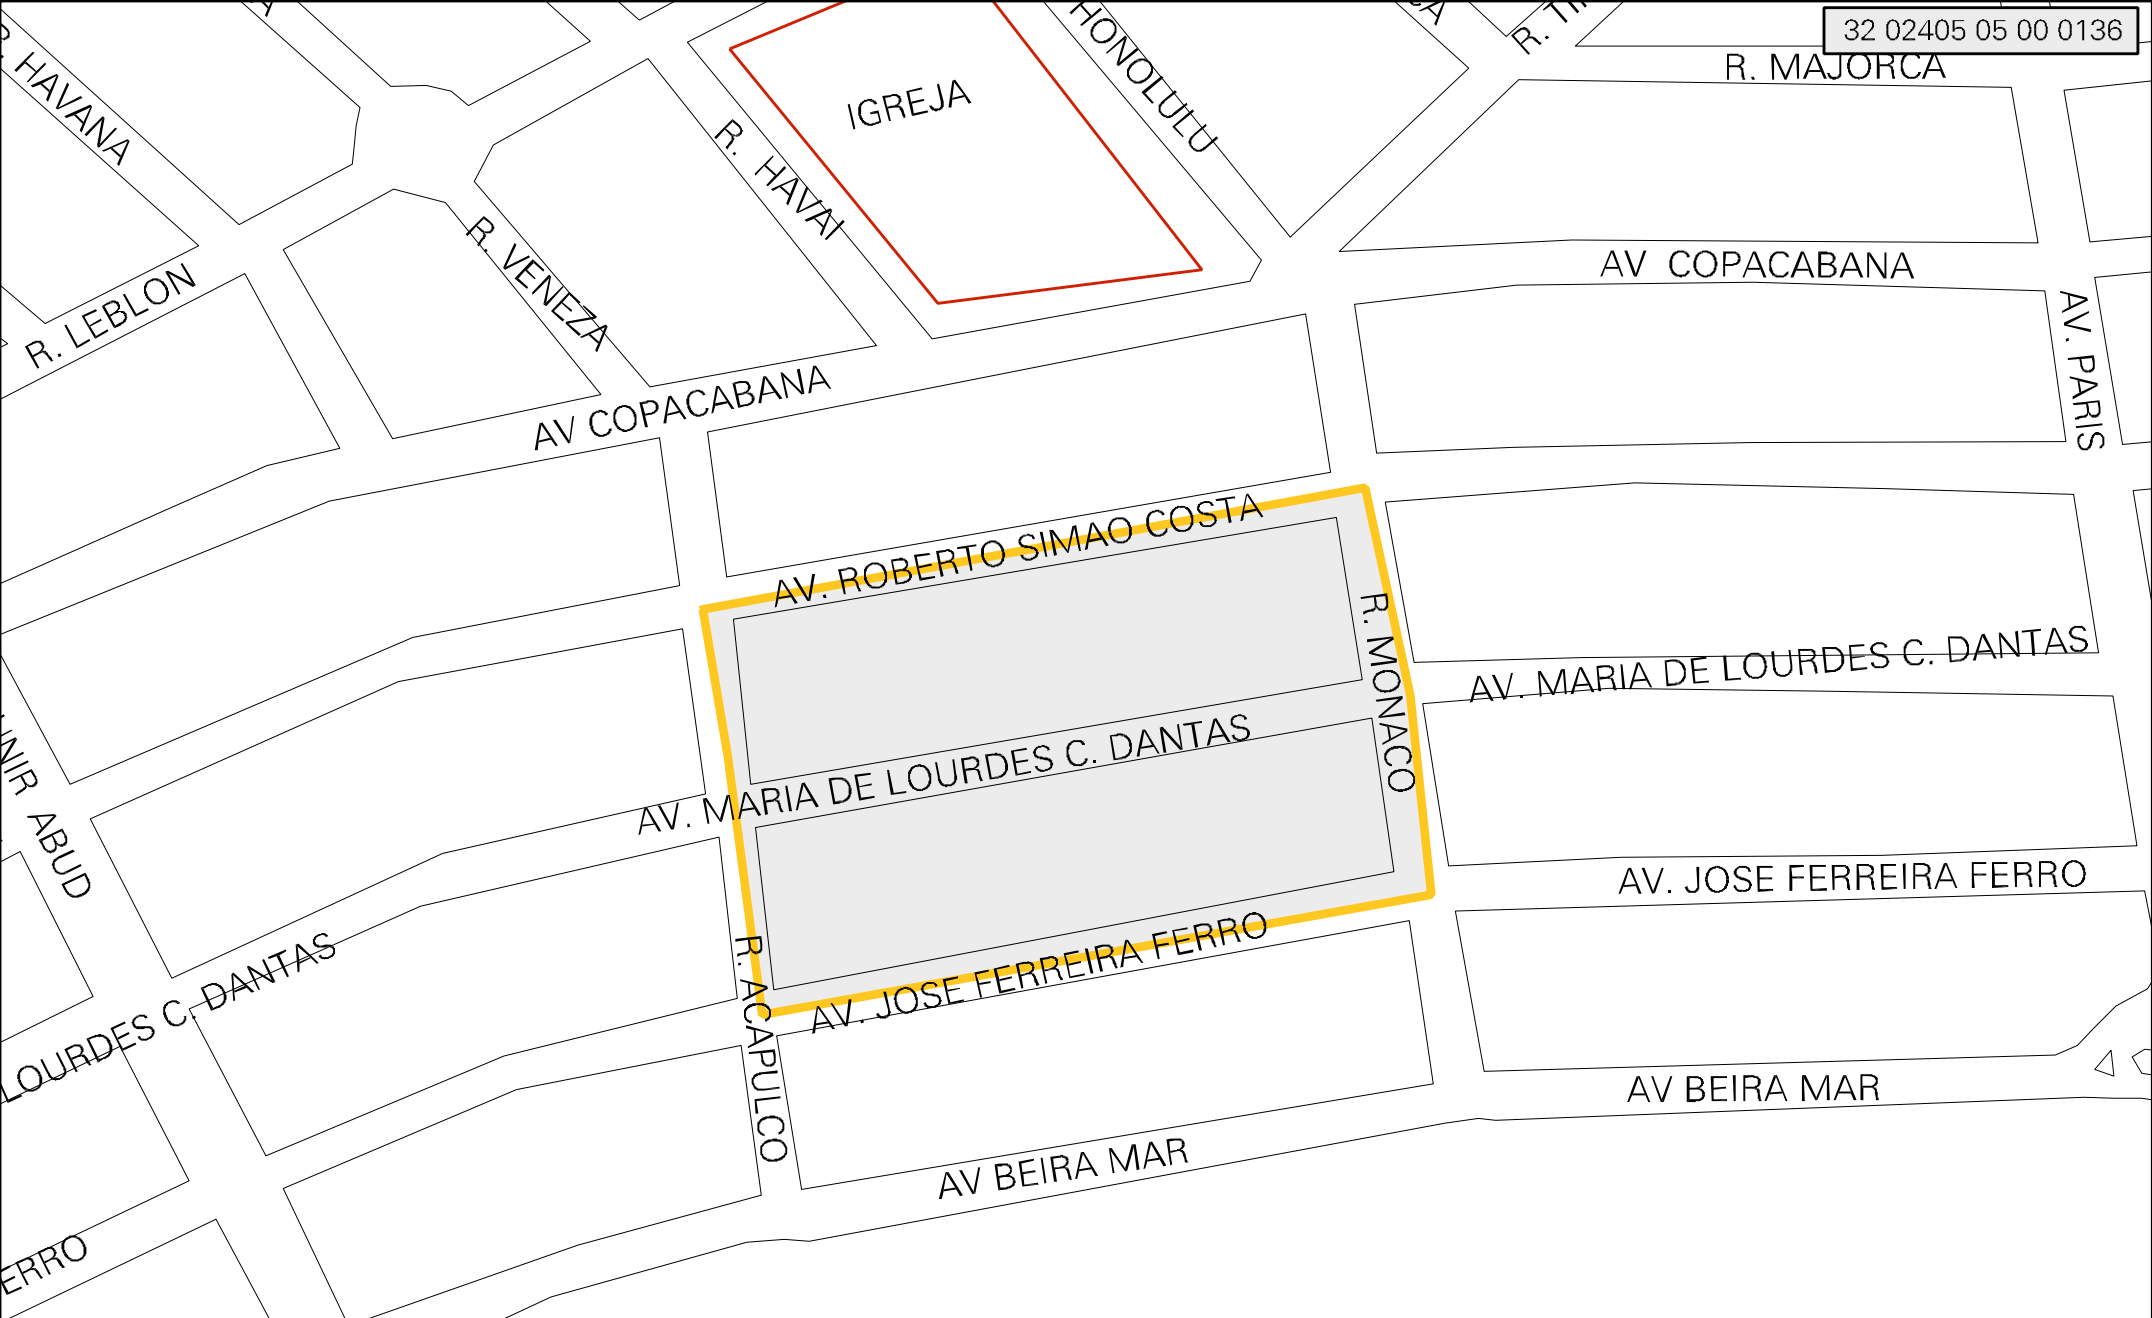 32 02405 05 00 0136
R. HAVANA
HONOLULU
R. MAJORCA
IGREJA
R. HAVAI
R. VENEZA
R. LEBLON
AV COPACABANA
AV COPACABANA
AV. PARIS
AV. ROBERTO SIMAO COSTA
R. MONACO
AV. MARIA DE LOURDES C. DANTAS
AV. MARIA DE LOURDES C. DANTAS
ABUD
AV. JOSE FERREIRA FERRO
LOURDES C. DANTAS
AV. JOSE FERREIRA FERRO
R. ACAPULCO
AV BEIRA MAR
AV BEIRA MAR
ERRO